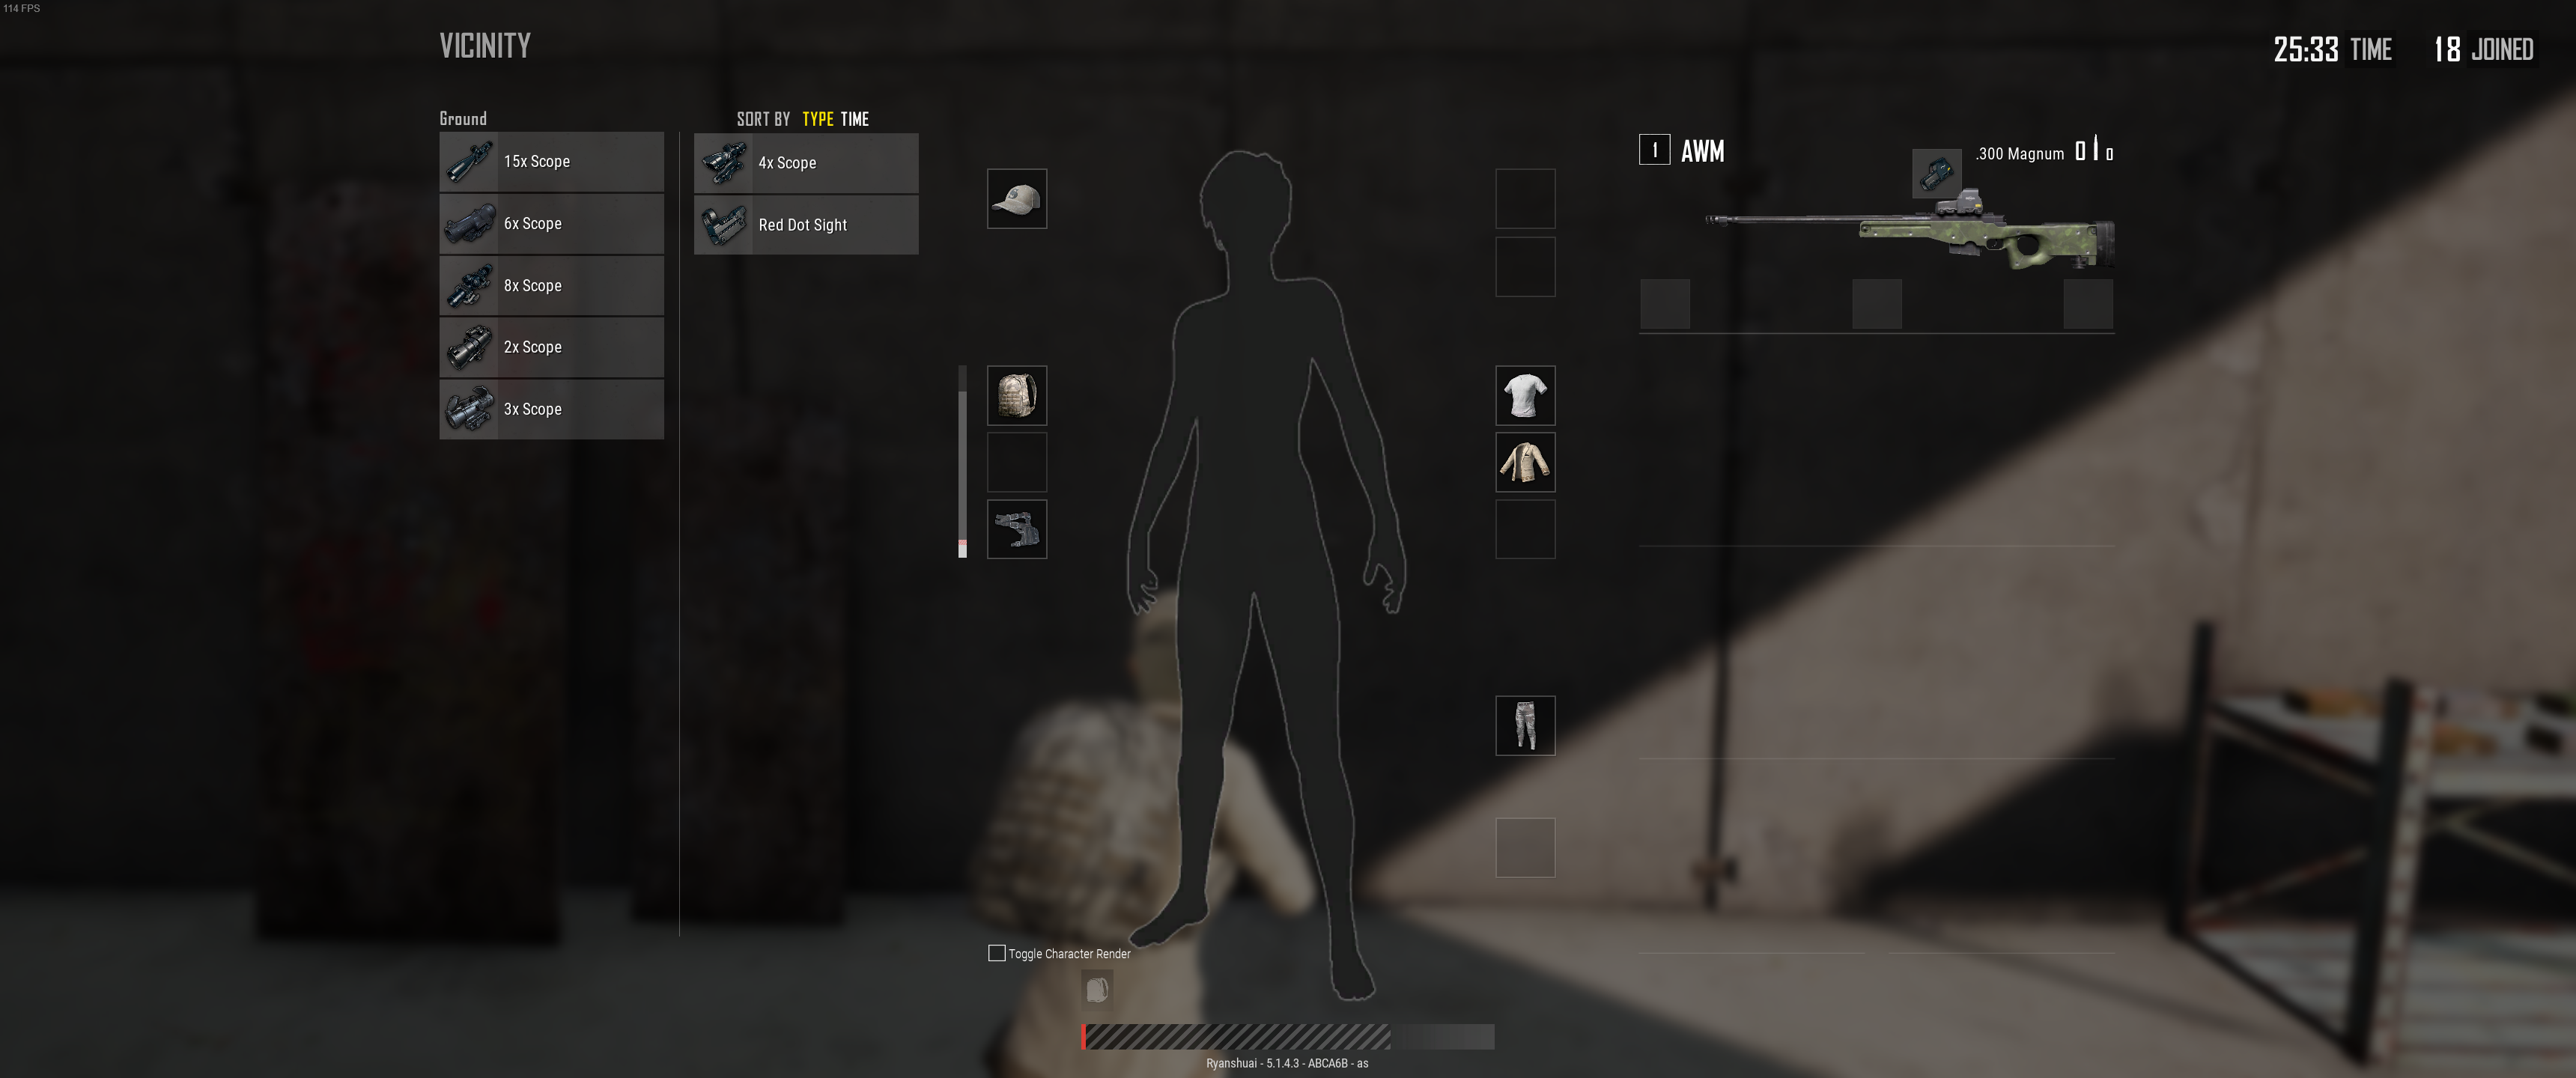 114 FPS
VICINITY
25:33 TIME 18 JOINED
Ground
SORT BY TYPE TIME
15x Scope
6x Scope
8x Scope
2x Scope
3x Scope
4x Scope
Red Dot Sight
1 AWM
.300 Magnum 0 0
Toggle Character Render
Ryanshuai - 5.1.4.3 - ABCA6B - as